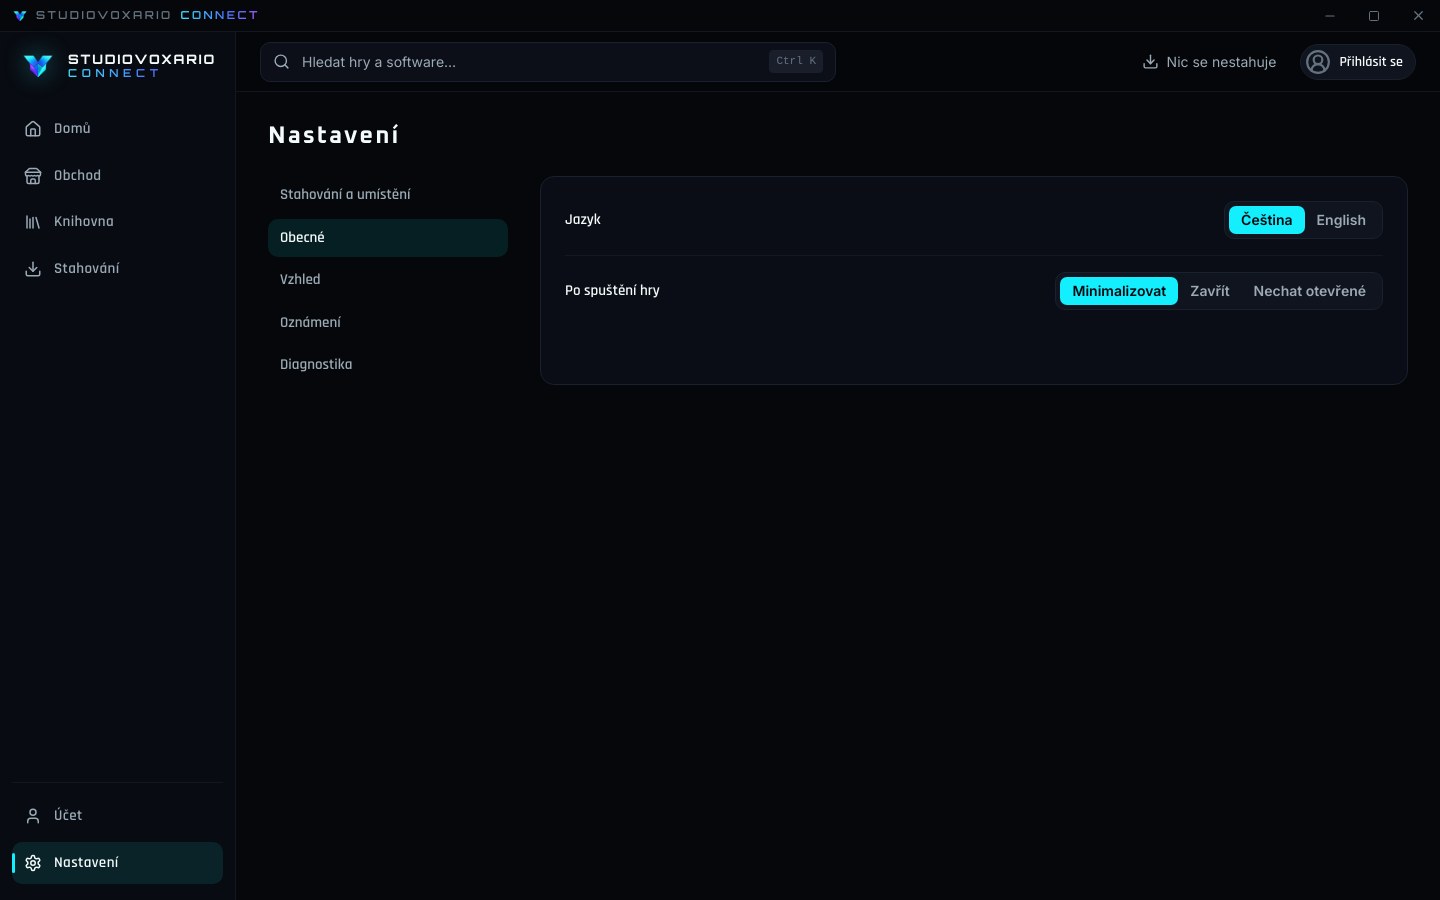 STUDIOVOXARIO CONNECT
STUDIOVOXARIO
CONNECT
Hledat hry a software...
Ctrl K
Nic se nestahuje
Přihlásit se
Domů
Obchod
Knihovna
Stahování
Účet
Nastavení
Nastavení
Stahování a umístění
Obecné
Vzhled
Oznámení
Diagnostika
Jazyk
Čeština English
Po spuštění hry
Minimalizovat Zavřít Nechat otevřené